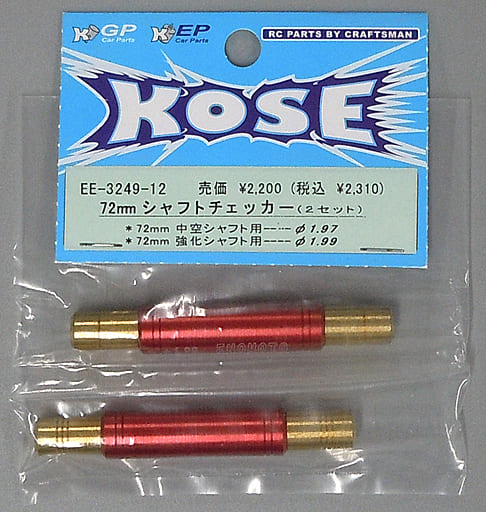 K GP Car Parts K EP Car Parts RC PARTS BY CRAFTSMAN
KOSE
EE-3249-12 売価 ¥2,200 (税込 ¥2,310)
72mm シャフトチェッカー(2セット)
* 72mm 中空シャフト用---- φ1.97
* 72mm 強化シャフト用---- φ1.99